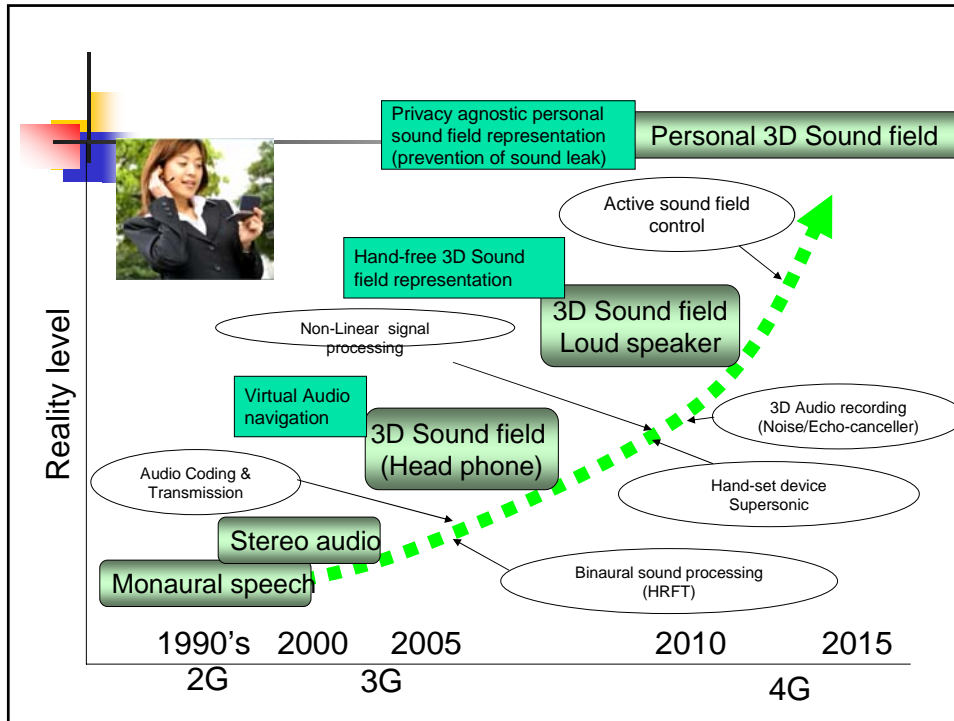 Privacy agnostic personal
sound field representation
(prevention of sound leak)
Personal 3D Sound field
Active sound field
control
Hand-free 3D Sound
field representation
3D Sound field
Loud speaker
Non-Linear signal
processing
Reality level
Virtual Audio
navigation
3D Sound field
(Head phone)
3D Audio recording
(Noise/Echo-canceller)
Audio Coding &
Transmission
Hand-set device
Supersonic
Stereo audio
Monaural speech
Binaural sound processing
(HRFT)
1990's 2000 2005 2010 2015
2G 3G 4G